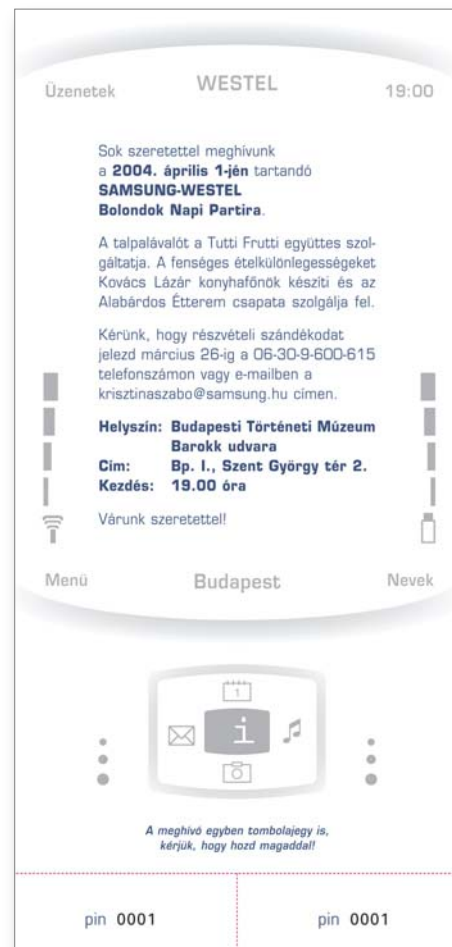 Üzenetek WESTEL 19:00
Sok szeretettel meghívunk
a 2004. április 1-jén tartandó
SAMSUNG-WESTEL
Bolondok Napi Partira.
A talpalávalót a Tutti Frutti együttes szol-
gáltatja. A fenséges ételkülönlegességeket
Kovács Lázár konyhafőnök készíti és az
Alabárdos Étterem csapata szolgálja fel.
Kérünk, hogy részvételi szándékodat
jelezd március 26-ig a 06-30-9-600-615
telefonszámon vagy e-mailben a
krisztinaszabo@samsung.hu címen.
Helyszín: Budapesti Történeti Múzeum
Barokk udvara
Cím: Bp. I., Szent György tér 2.
Kezdés: 19.00 óra
Várunk szeretettel!
Menü Budapest Nevek
1
i
A meghívó egyben tombolajegy is,
kérjük, hogy hozd magaddal!
pin 0001 pin 0001